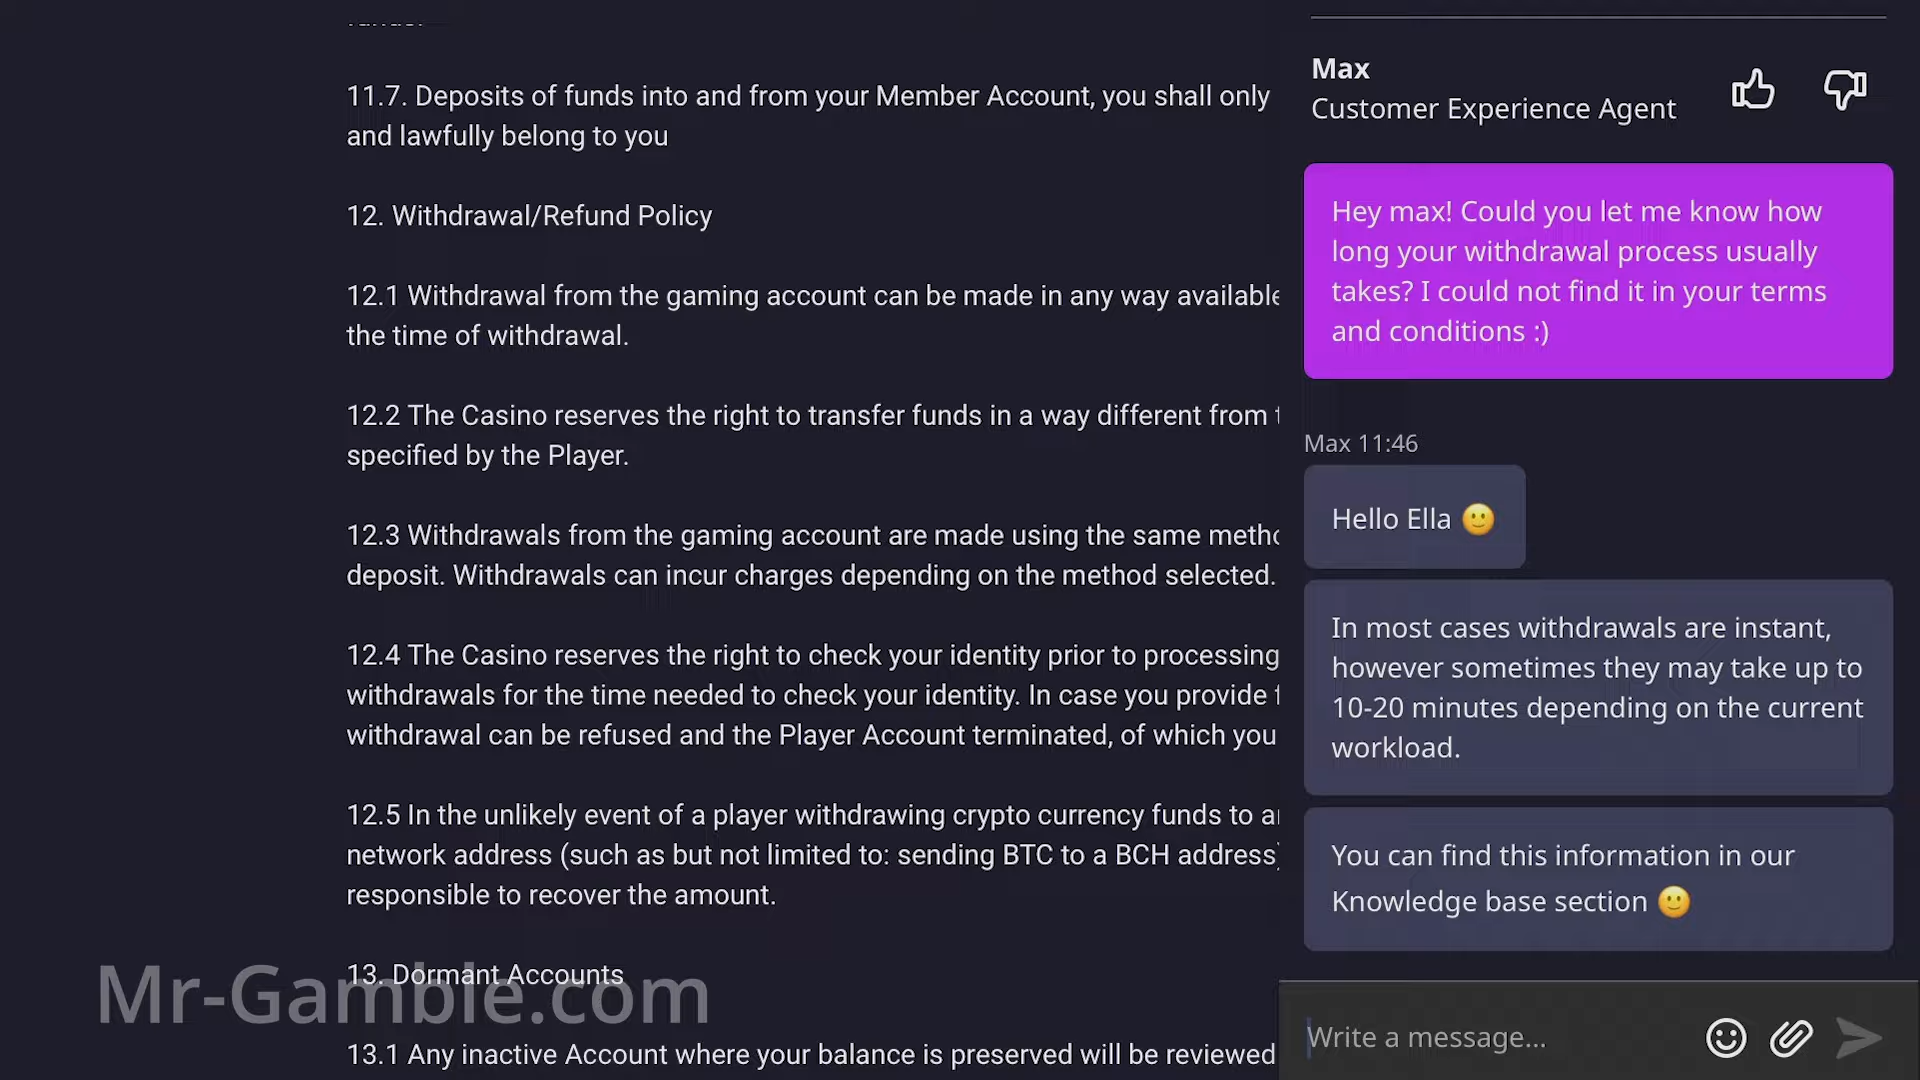 11.7. Deposits of funds into and from your Member Account, you shall only
and lawfully belong to you
12. Withdrawal/Refund Policy
12.1 Withdrawal from the gaming account can be made in any way available
the time of withdrawal.
12.2 The Casino reserves the right to transfer funds in a way different from
specified by the Player.
12.3 Withdrawals from the gaming account are made using the same
deposit. Withdrawals can incur charges depending on the method selected.
12.4 The Casino reserves the right to check your identity prior to processing
withdrawals for the time needed to check your identity. In case you provide
withdrawal can be refused and the Player Account terminated, of which you
12.5 In the unlikely event of a player withdrawing crypto currency funds to
network address (such as but not limited to: sending BTC to a BCH address)
responsible to recover the amount.
13. Dormant Accounts
13.1 Any inactive Account where your balance is preserved will be reviewed
Mr-Gamble.com
Max
Customer Experience Agent
Hey max! Could you let me know how
long your withdrawal process usually
takes? I could not find it in your terms
and conditions :)
Max 11:46
Hello Ella 🙂
In most cases withdrawals are instant,
however sometimes they may take up to
10-20 minutes depending on the current
workload.
You can find this information in our
Knowledge base section 🙂
Write a message...